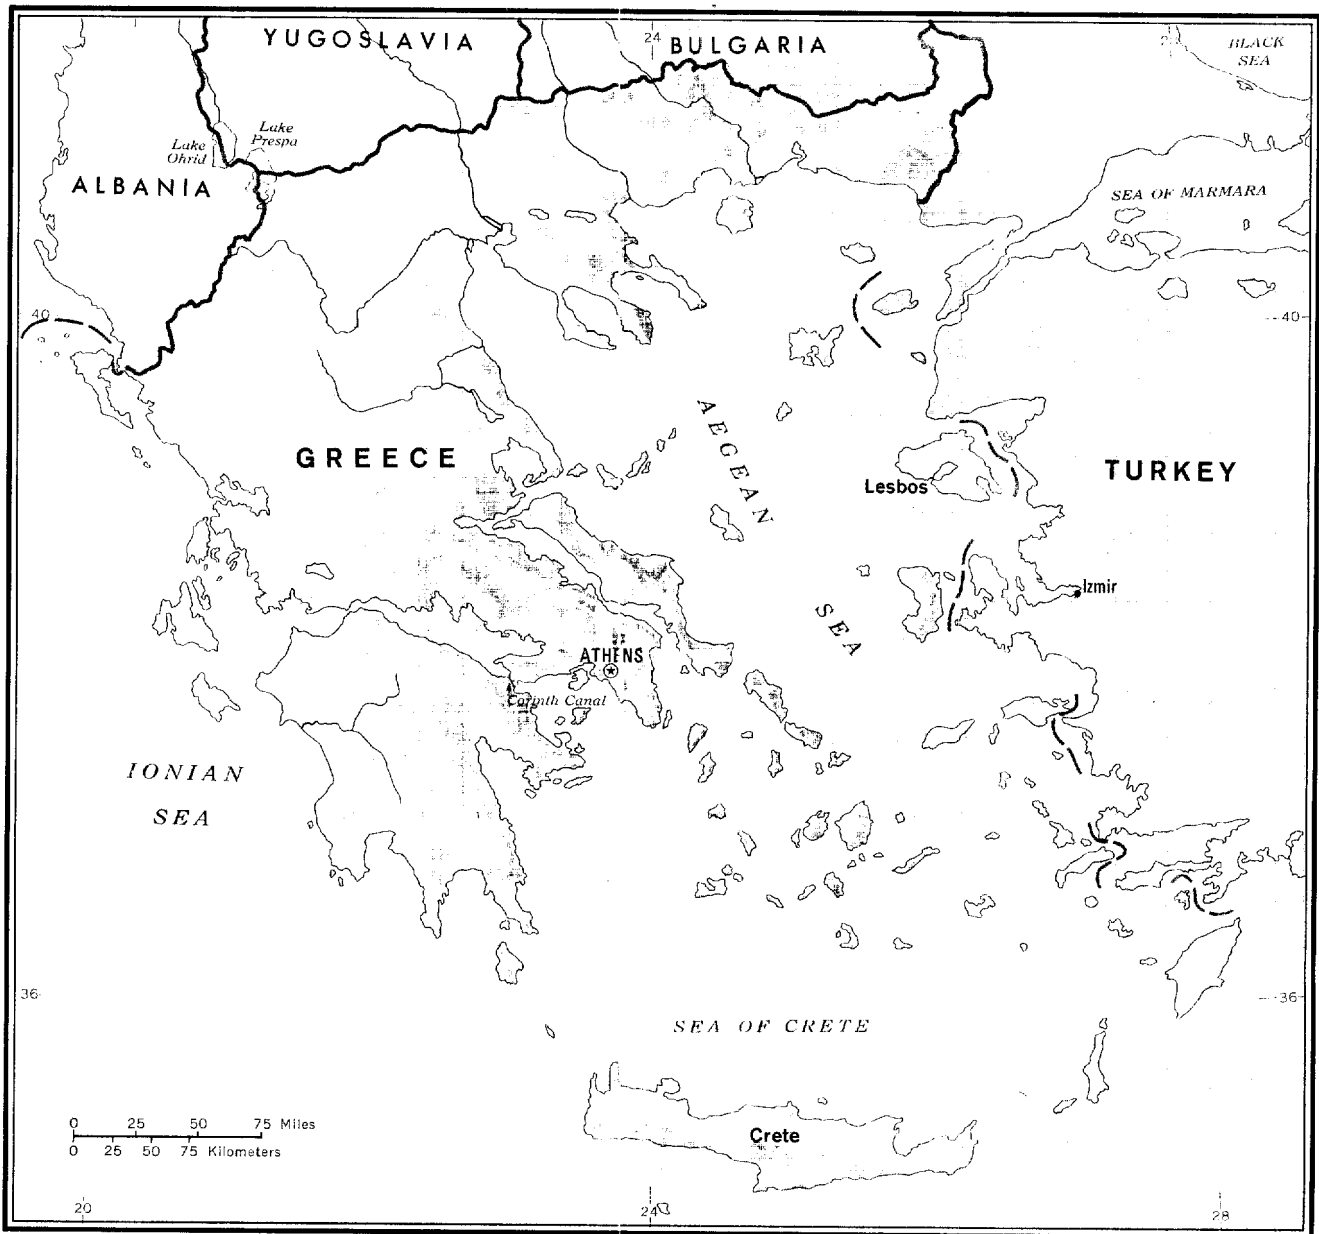 YUGOSLAVIA
24
BULGARIA
BLACK
SEA
Lake
Prespa
Lake
Ohrid
ALBANIA
SEA OF MARMARA
40
40
AEGEAN
GREECE
TURKEY
Lesbos
Izmir
SEA
ATHENS
Corinth Canal
IONIAN
SEA
36
36
SEA OF CRETE
0 25 50 75 Miles
0 25 50 75 Kilometers
Crete
20
24
28